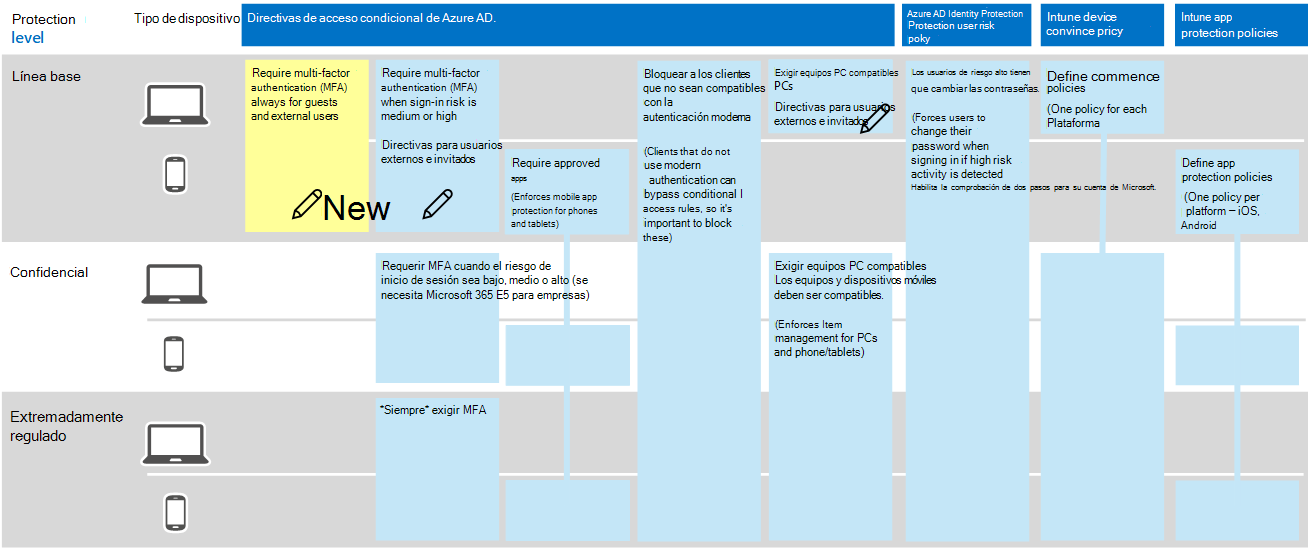 Protection
level
Tipo de dispositivo
Directivas de acceso condicional de Azure AD.
Azure AD Identity Protection
Protection user risk
poky
Intune device
convince pricy
Intune app
protection policies
Línea base
Require multi-factor
authentication (MFA)
always for guests
and external users
New
Require multi-factor
authentication (MFA)
when sign-in risk is
medium or high
Directivas para usuarios
externos e invitados
Require approved
apps
(Enforces mobile app
protection for phones
and tablets)
Bloquear a los clientes
que no sean compatibles
con la
autenticación moderna
(Clients that do not
use modern
authentication can
bypass conditional I
access rules, so it's
important to block
these)
Exigir equipos PC compatibles
PCs
Directivas para usuarios
externos e invitados
Los usuarios de riesgo alto tienen
que cambiar las contraseñas.
(Forces users to
change their
password when
signing in if high risk
activity is detected
Habilita la comprobación de dos pasos para su cuenta de Microsoft.
Define commence
policies
(One policy for each
Plataforma
Define app
protection policies
(One policy per
platform – iOS,
Android
Confidencial
Requerir MFA cuando el riesgo de
inicio de sesión sea bajo, medio o alto (se
necesita Microsoft 365 E5 para empresas)
Exigir equipos PC compatibles
Los equipos y dispositivos móviles
deben ser compatibles.
(Enforces Item
management for PCs
and phone/tablets)
Extremadamente
regulado
*Siempre* exigir MFA